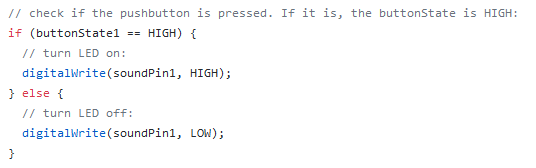 // check if the pushbutton is pressed. If it is, the buttonState is HIGH:
if (buttonState1 == HIGH) {
  // turn LED on:
  digitalWrite(soundPin1, HIGH);
} else {
  // turn LED off:
  digitalWrite(soundPin1, LOW);
}